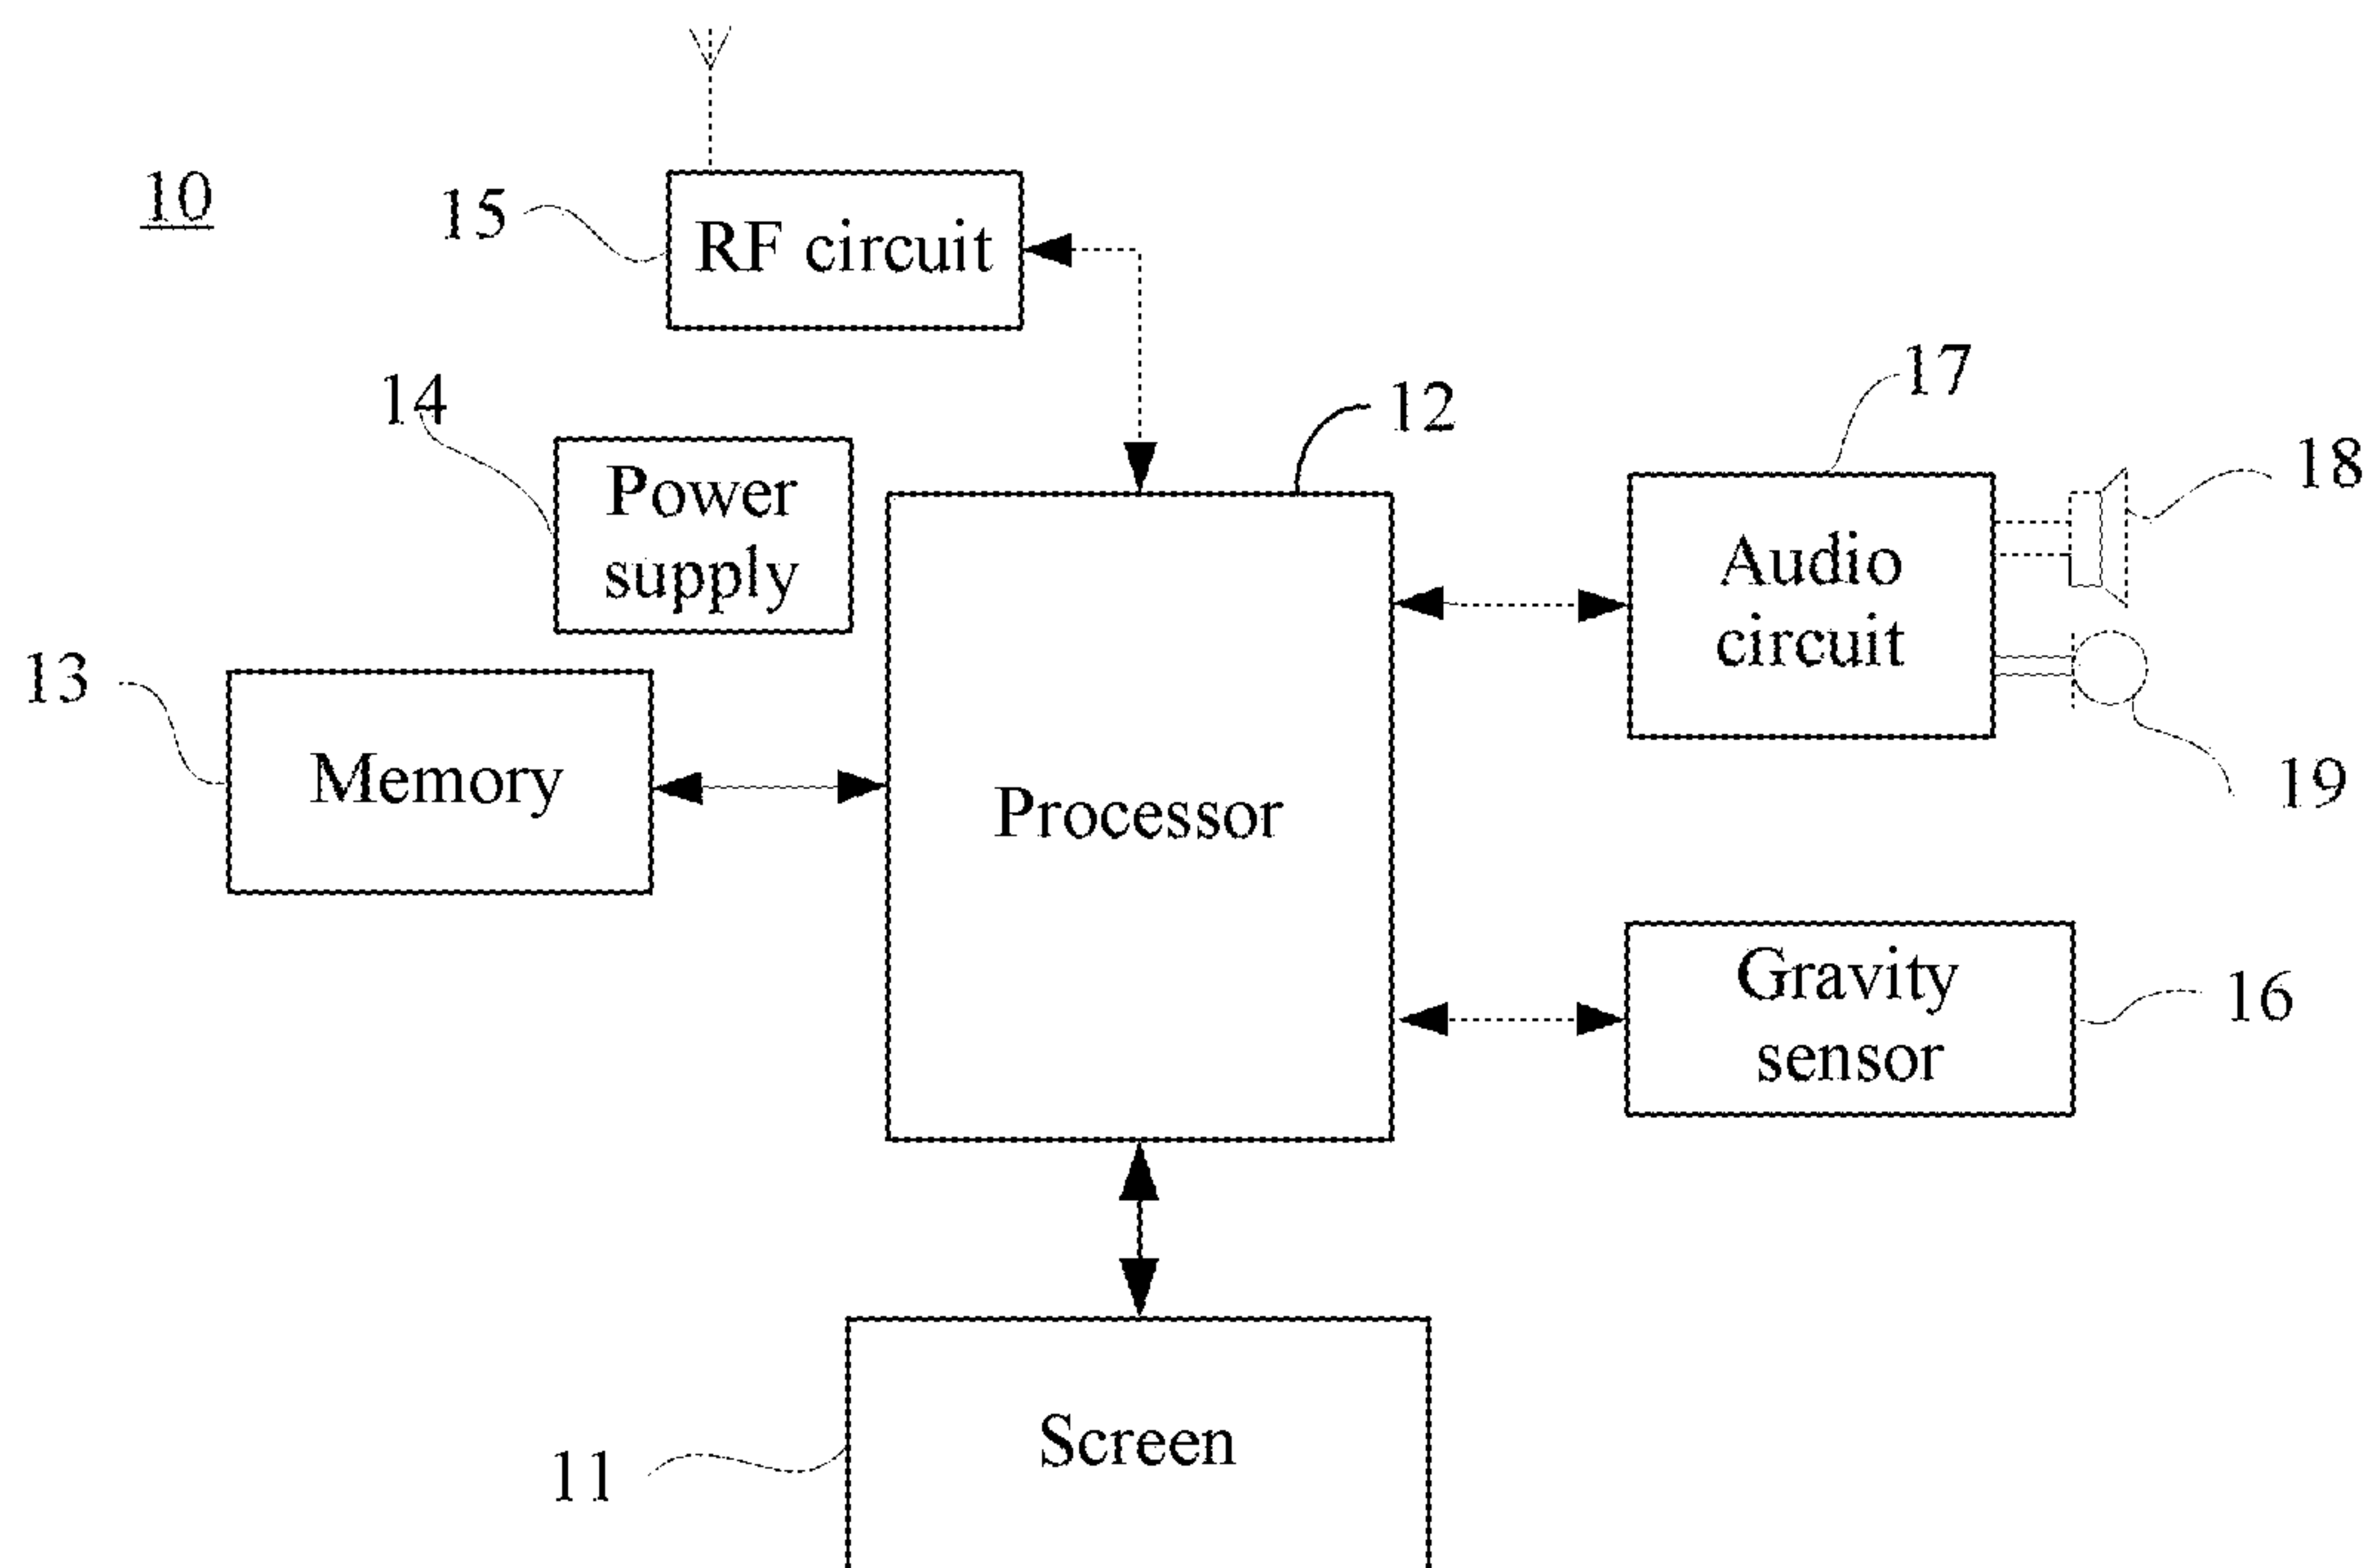 10
15
RF circuit
14
Power
supply
12
17
18
Audio
circuit
13
Memory
Processor
19
Gravity
sensor
16
Screen
11